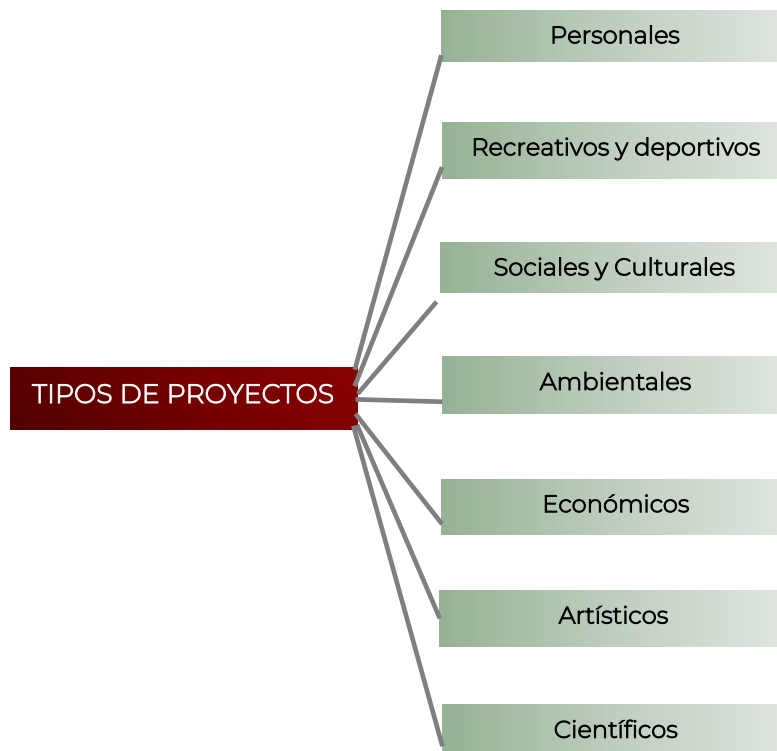 Personales
Recreativos y deportivos
Sociales y Culturales
TIPOS DE PROYECTOS
Ambientales
Económicos
Artísticos
Científicos